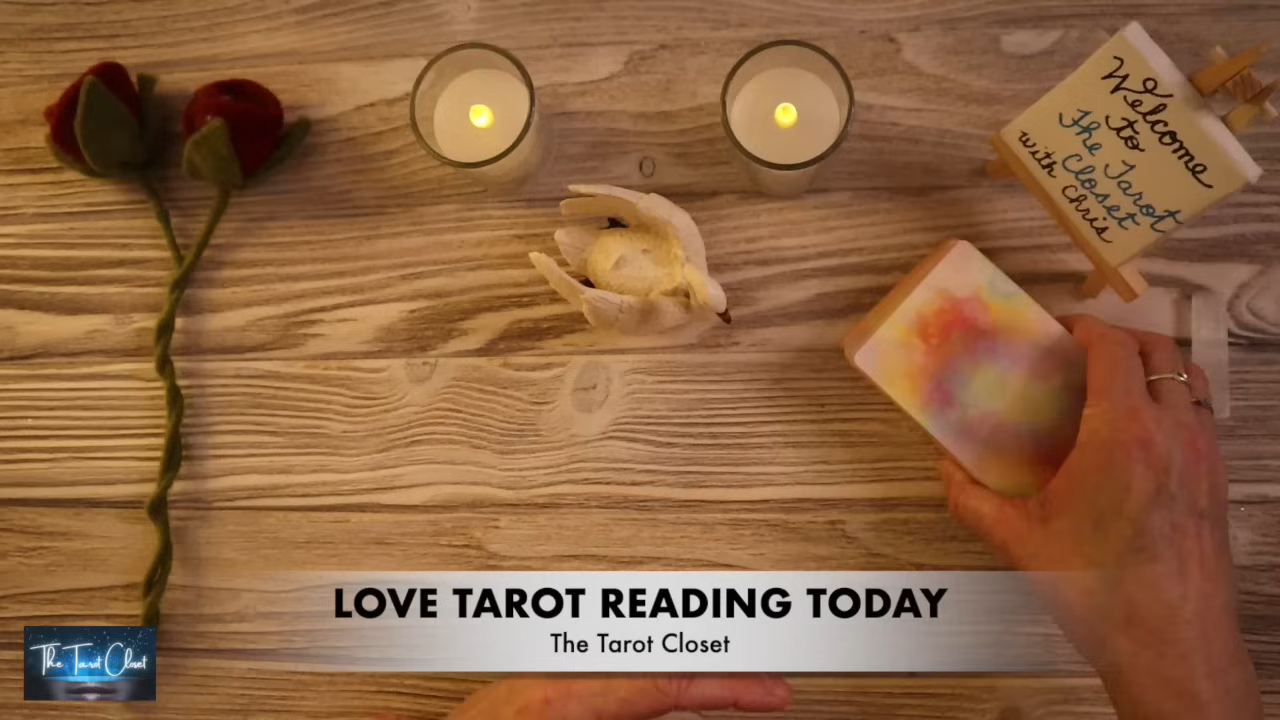 Welcome
to
The Tarot
Closet
with Chris
LOVE TAROT READING TODAY
The Tarot Closet
The Tarot Closet